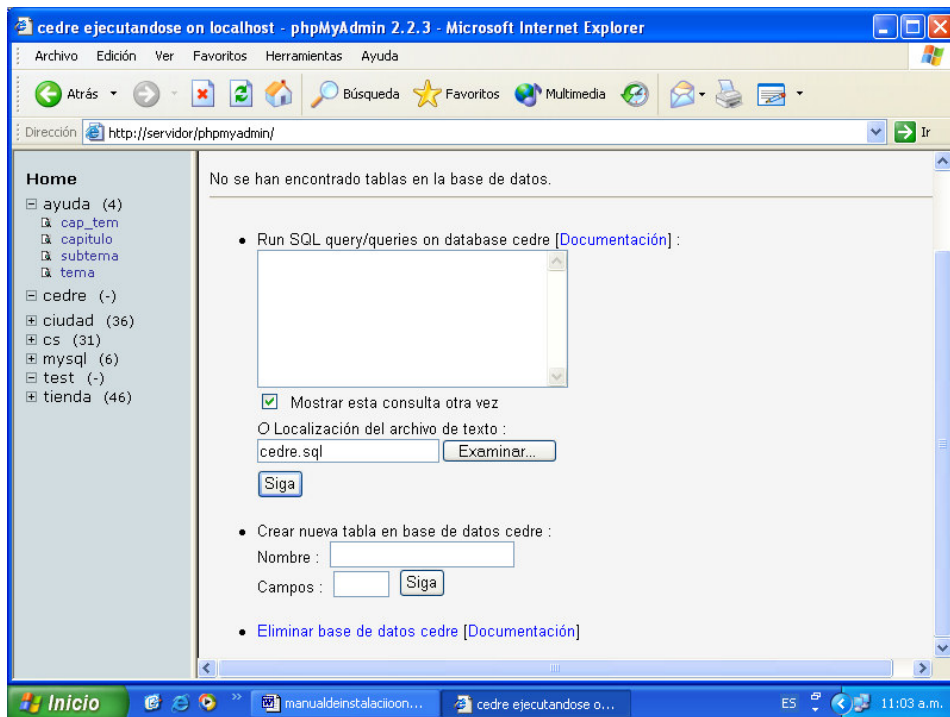 cedre ejecutandose on localhost - phpMyAdmin 2.2.3 - Microsoft Internet Explorer
Archivo Edición Ver Favoritos Herramientas Ayuda
Atrás Búsqueda Favoritos Multimedia
Dirección http://servidor/phpmyadmin/ Ir
Home
ayuda (4)
cap_tem
capitulo
subtema
tema
cedre (-)
ciudad (36)
cs (31)
mysql (6)
test (-)
tienda (46)
No se han encontrado tablas en la base de datos.
Run SQL query/queries on database cedre [Documentación] :
Mostrar esta consulta otra vez
O Localización del archivo de texto :
cedre.sql Examinar...
Siga
Crear nueva tabla en base de datos cedre :
Nombre :
Campos : Siga
Eliminar base de datos cedre [Documentación]
Inicio manualdeinstalaciioon... cedre ejecutandose o... ES 11:03 a.m.